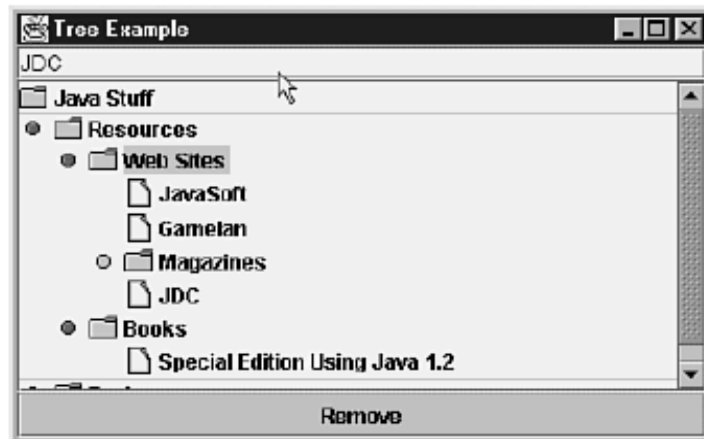 Tree Example
JDC
Java Stuff
Resources
Web Sites
JavaSoft
Gamelan
Magazines
JDC
Books
Special Edition Using Java 1.2
Remove